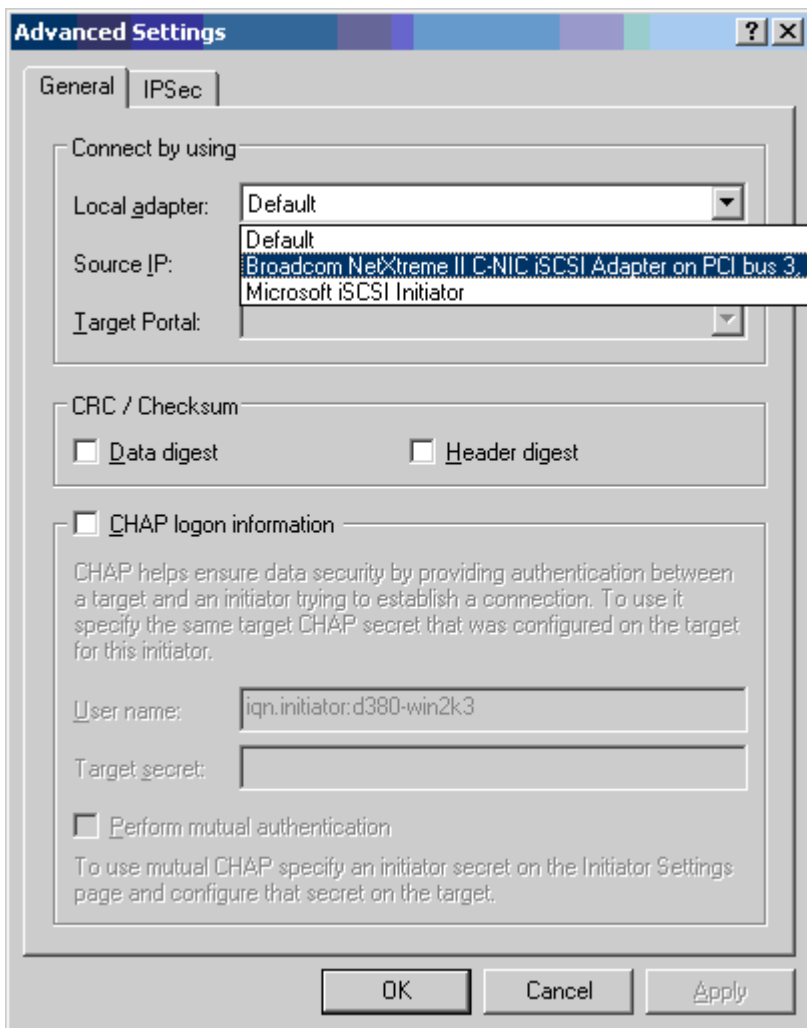 Advanced Settings
General
IPSec
Connect by using
Local adapter:
Default
Default
Source IP:
Broadcom NetXtreme II C-NIC iSCSI Adapter on PCI bus 3,
Microsoft iSCSI Initiator
Target Portal:
CRC / Checksum
Data digest
Header digest
CHAP logon information
CHAP helps ensure data security by providing authentication between
a target and an initiator trying to establish a connection. To use it
specify the same target CHAP secret that was configured on the target
for this initiator.
User name:
iqn.initiator:d380-win2k3
Target secret:
Perform mutual authentication
To use mutual CHAP specify an initiator secret on the Initiator Settings
page and configure that secret on the target.
OK
Cancel
Apply